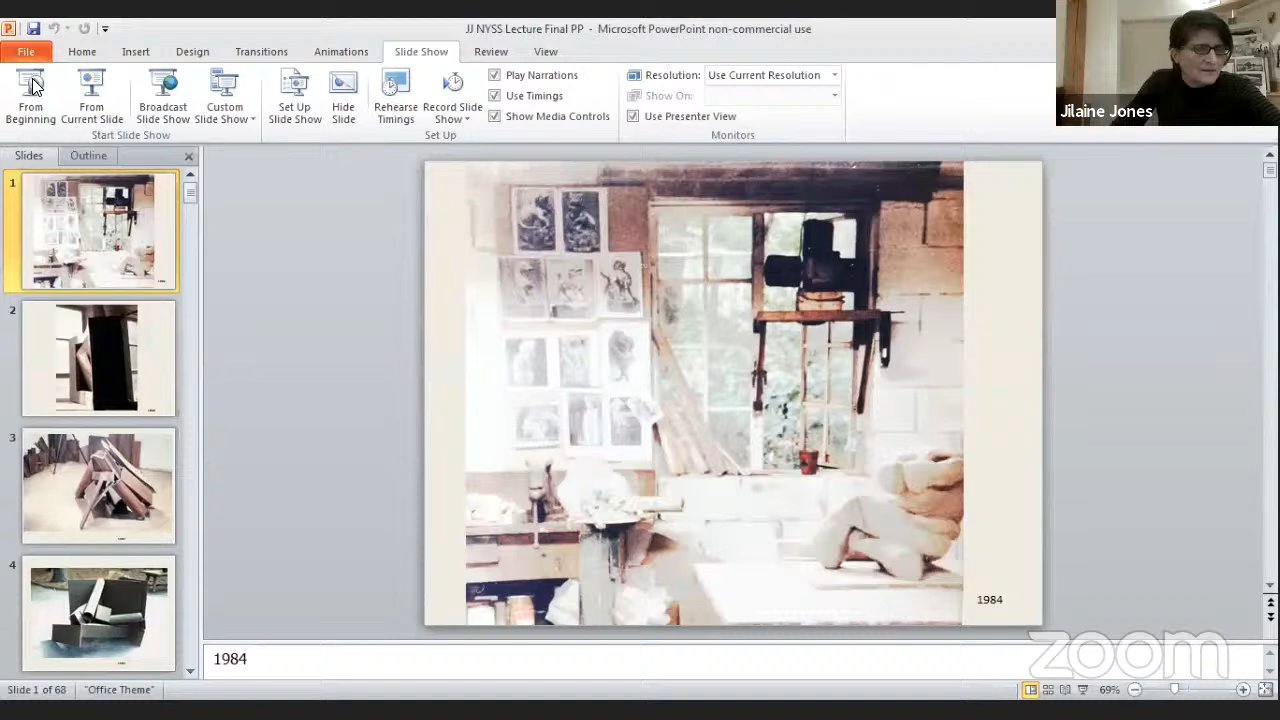 JJ NYSS Lecture Final PP - Microsoft PowerPoint non-commercial use
File Home Insert Design Transitions Animations Slide Show Review View
From Beginning
From Current Slide
Broadcast Slide Show
Custom Slide Show
Start Slide Show
Set Up Slide Show
Hide Slide
Rehearse Timings
Record Slide Show
Play Narrations
Use Timings
Show Media Controls
Set Up
Resolution: Use Current Resolution
Show On:
Use Presenter View
Monitors
Jilaine Jones
Slides Outline
1
2
3
4
1984
1984
zoom
Slide 1 of 68 "Office Theme" 69%